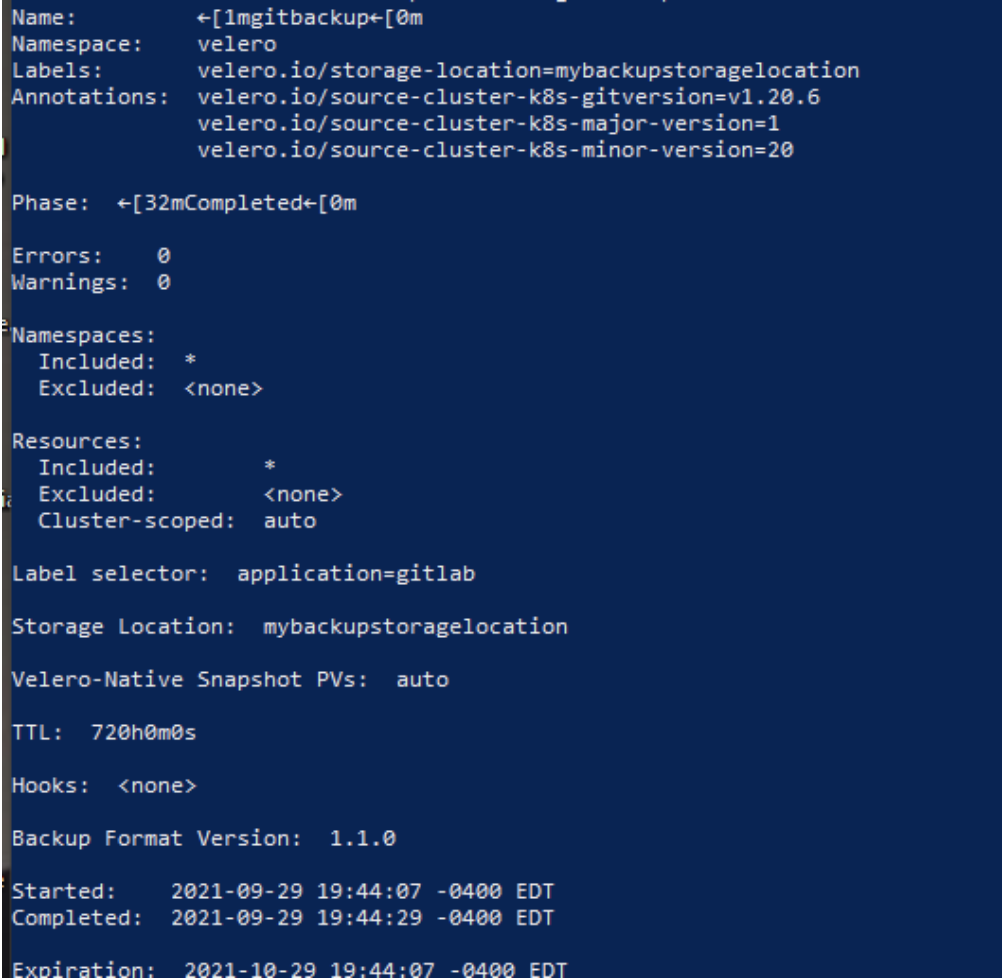 Name:           ←[1mgitbackup←[0m
Namespace:    velero
Labels:       velero.io/storage-location=mybackupstoragelocation
Annotations:  velero.io/source-cluster-k8s-gitversion=v1.20.6
              velero.io/source-cluster-k8s-major-version=1
              velero.io/source-cluster-k8s-minor-version=20
Phase:  ←[32mCompleted←[0m
Errors:    0
Warnings:  0
Namespaces:
  Included:  *
  Excluded:  <none>
Resources:
  Included:        *
  Excluded:        <none>
  Cluster-scoped:  auto
Label selector:  application=gitlab
Storage Location:  mybackupstoragelocation
Velero-Native Snapshot PVs:  auto
TTL:  720h0m0s
Hooks:  <none>
Backup Format Version:  1.1.0
Started:    2021-09-29 19:44:07 -0400 EDT
Completed:  2021-09-29 19:44:29 -0400 EDT
Expiration:  2021-10-29 19:44:07 -0400 EDT